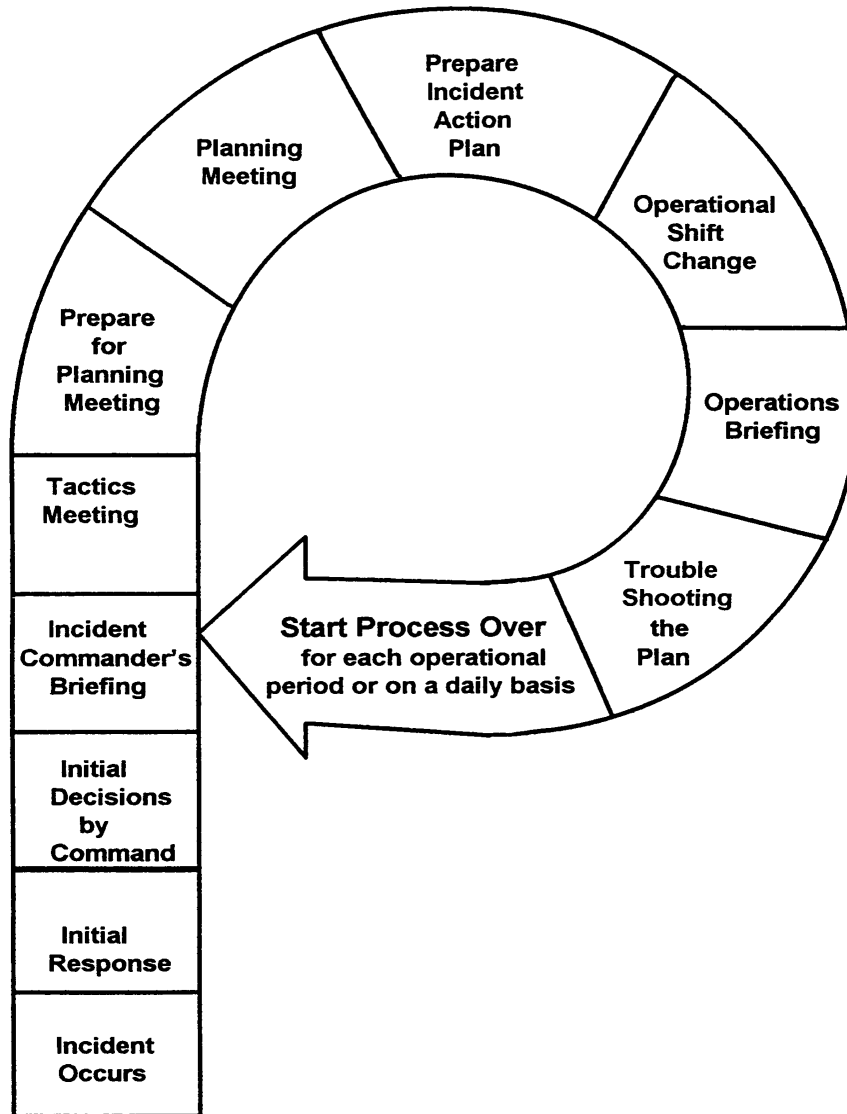 Incident
Occurs
Initial
Response
Initial
Decisions
by
Command
Incident
Commander's
Briefing
Tactics
Meeting
Prepare
for
Planning
Meeting
Planning
Meeting
Prepare
Incident
Action
Plan
Operational
Shift
Change
Operations
Briefing
Trouble
Shooting
the
Plan
Start Process Over
for each operational
period or on a daily basis